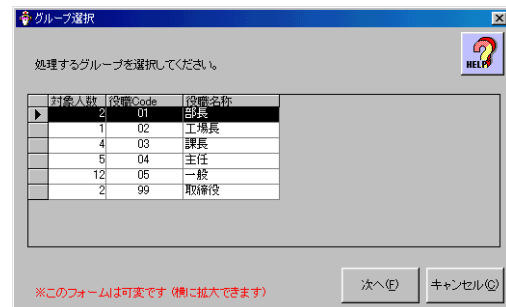 グループ選択
処理するグループを選択してください。
HELP
対象人数 役職Code 役職名称
2 01 部長
1 02 工場長
4 03 課長
5 04 主任
12 05 一般
2 99 取締役
※このフォームは可変です（横に拡大できます）
次へ(F) キャンセル(C)